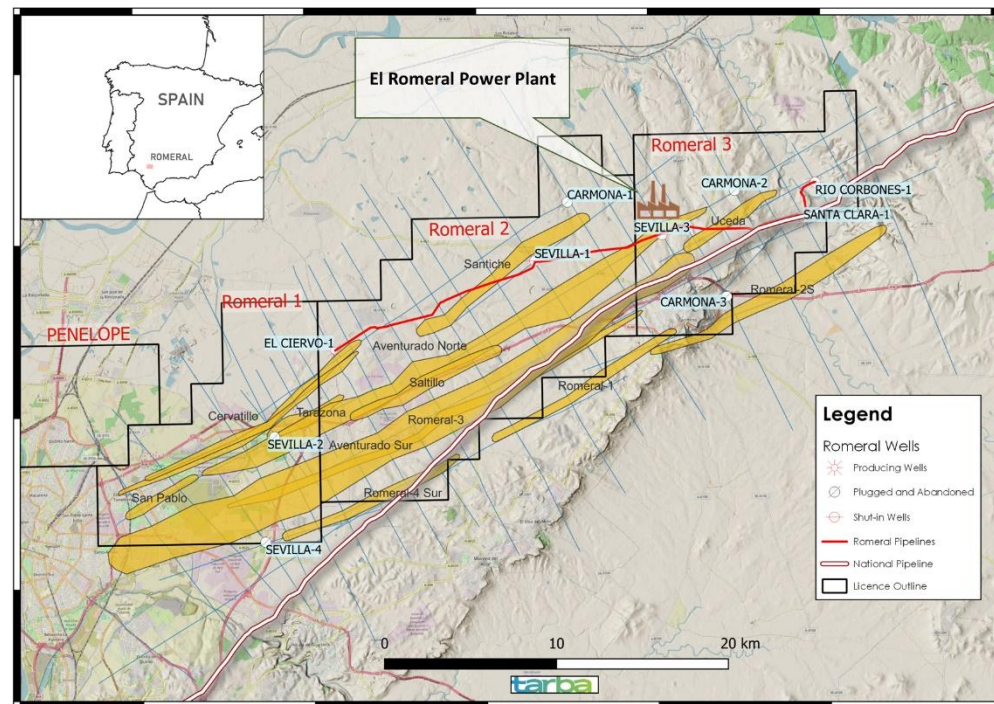 SPAIN
ROMERAL
El Romeral Power Plant
Romeral 3
CARMONA-1
CARMONA-2
RIO CORBONES-1
SANTA CLARA-1
Uceda
SEVILLA-3
Romeral 2
SEVILLA-1
Santiche
Romeral-2S
CARMONA-3
Romeral 1
PENELOPE
EL CIERVO-1
Aventurado Norte
Saltillo
Romeral-1
Cervatillo
Tarazona
Romeral-3
SEVILLA-2
Aventurado Sur
San Pablo
Romeral-4 Sur
SEVILLA-4
Legend
Romeral Wells
Producing Wells
Plugged and Abandoned
Shut-in Wells
Romeral Pipelines
National Pipeline
Licence Outline
0 10 20 km
tarba